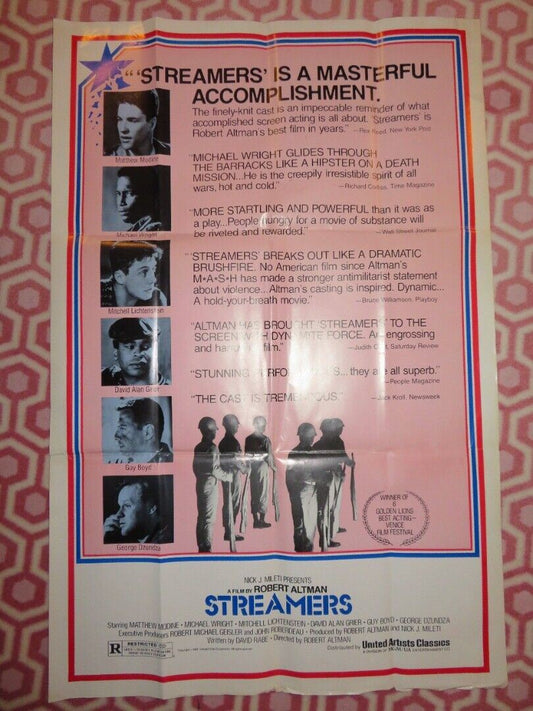 "'STREAMERS' IS A MASTERFUL
ACCOMPLISHMENT.
The finely-knit cast is an impeccable reminder of what
accomplished screen acting is all about. 'Streamers' is
Robert Altman's best film in years." —Rex Reed, New York Post
Matthew Modine
"MICHAEL WRIGHT GLIDES THROUGH
THE BARRACKS LIKE A HIPSTER ON A DEATH
MISSION...He is the creepily irresistible spirit of all
wars, hot and cold." —Richard Corliss, Time Magazine
Michael Wright
"MORE STARTLING AND POWERFUL than it was as
a play...People hungry for a movie of substance will
be riveted and rewarded." —Wall Street Journal
"'STREAMERS' BREAKS OUT LIKE A DRAMATIC
BRUSHFIRE. No American film since Altman's
M*A*S*H has made a stronger antimilitarist statement
about violence...Altman's casting is inspired. Dynamic...
A hold-your-breath movie." —Bruce Williamson, Playboy
Mitchell Lichtenstein
"ALTMAN HAS BROUGHT 'STREAMERS' TO THE
SCREEN WITH DYNAMITE FORCE. An engrossing
and film." —Judith Crist, Saturday Review
David Alan Grier
"STUNNING PERFORMANCES...they are all superb."
—People Magazine
"THE CAST IS TREMENDOUS." —Jack Kroll, Newsweek
Guy Boyd
George Dzundza
WINNER OF
6
GOLDEN LIONS
BEST ACTING—
VENICE
FILM FESTIVAL
NICK J. MILETI PRESENTS
A FILM BY ROBERT ALTMAN
STREAMERS
Starring MATTHEW MODINE • MICHAEL WRIGHT • MITCHELL LICHTENSTEIN • DAVID ALAN GRIER • GUY BOYD • GEORGE DZUNDZA
Executive Producers ROBERT MICHAEL GEISLER and JOHN ROBERDEAU • Produced by ROBERT ALTMAN and NICK J. MILETI
Written by DAVID RABE • Directed by ROBERT ALTMAN
R RESTRICTED
Distributed by United Artists Classics
A DIVISION OF MGM/UA ENTERTAINMENT CO.